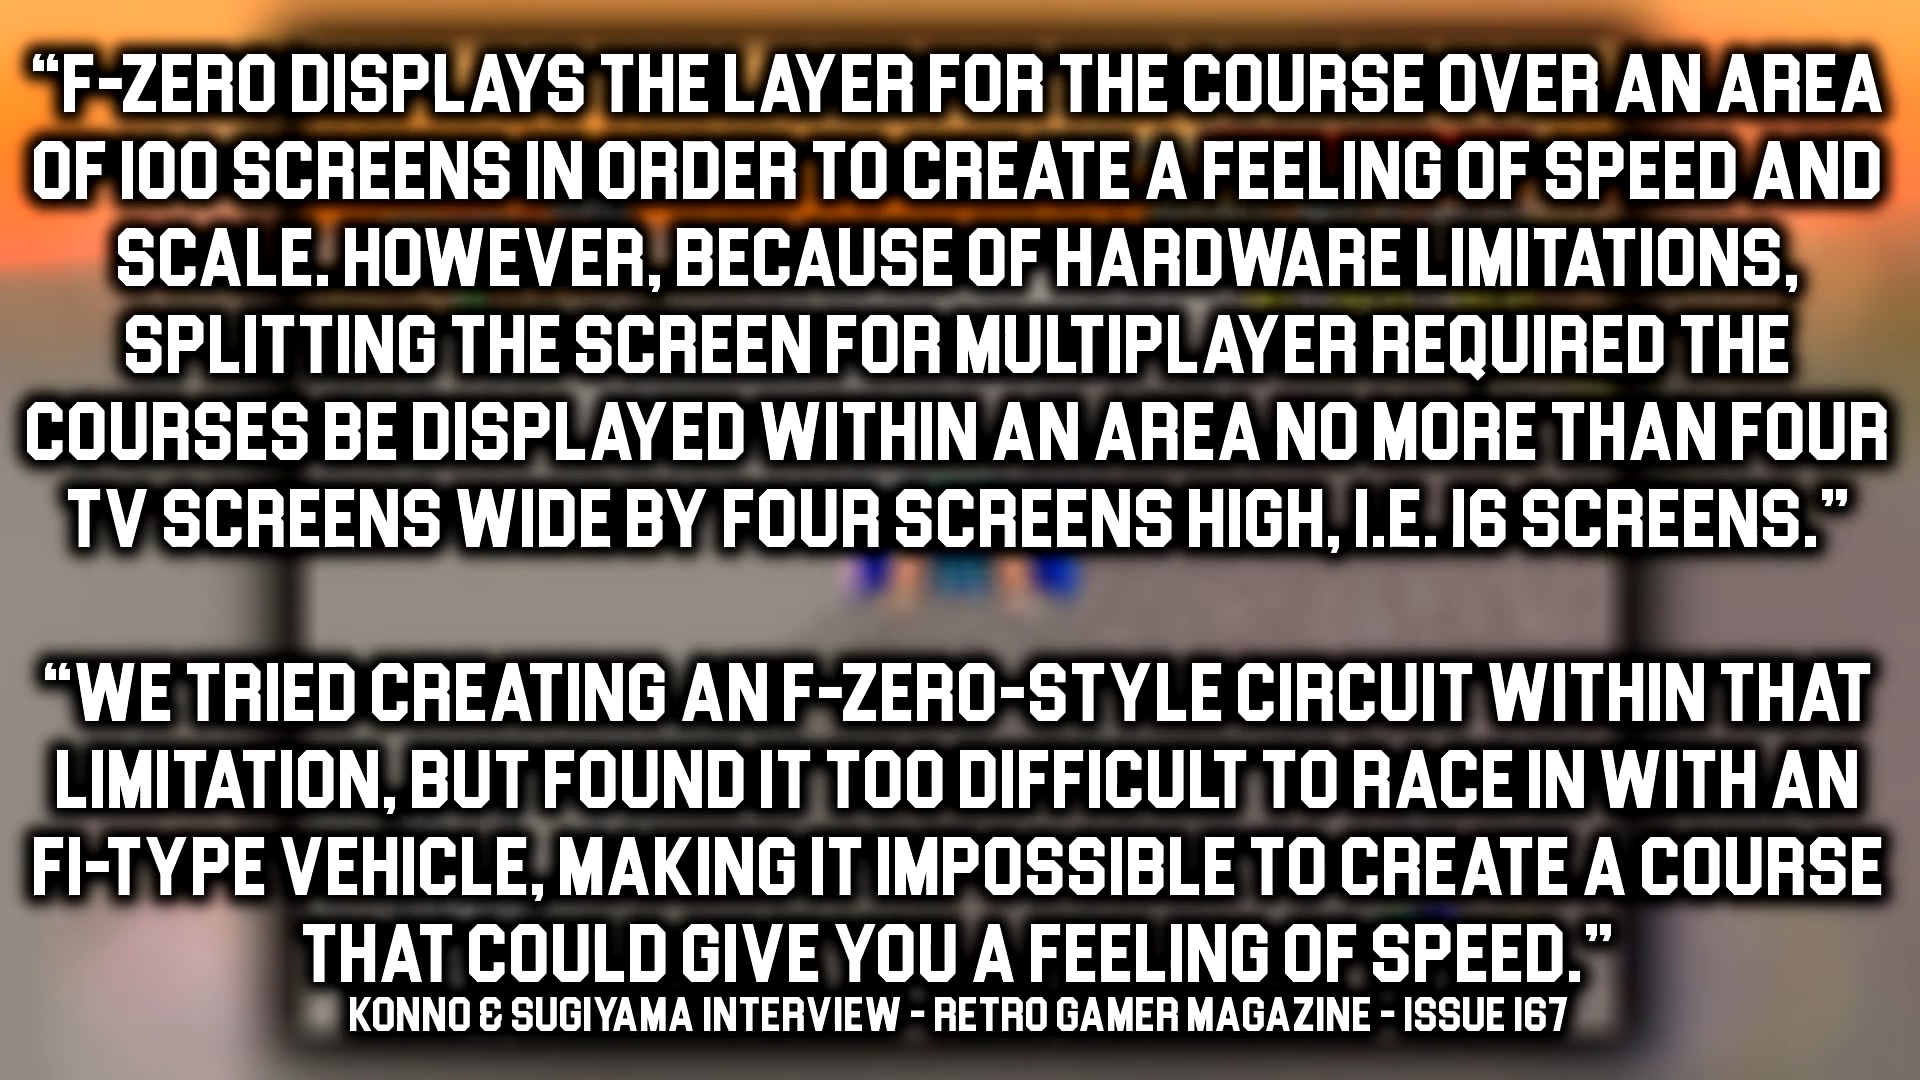 “F-ZERO DISPLAYS THE LAYER FOR THE COURSE OVER AN AREA
OF 100 SCREENS IN ORDER TO CREATE A FEELING OF SPEED AND
SCALE. HOWEVER, BECAUSE OF HARDWARE LIMITATIONS,
SPLITTING THE SCREEN FOR MULTIPLAYER REQUIRED THE
COURSES BE DISPLAYED WITHIN AN AREA NO MORE THAN FOUR
TV SCREENS WIDE BY FOUR SCREENS HIGH, I.E. 16 SCREENS.”
“WE TRIED CREATING AN F-ZERO-STYLE CIRCUIT WITHIN THAT
LIMITATION, BUT FOUND IT TOO DIFFICULT TO RACE IN WITH AN
F1-TYPE VEHICLE, MAKING IT IMPOSSIBLE TO CREATE A COURSE
THAT COULD GIVE YOU A FEELING OF SPEED.”
KONNO & SUGIYAMA INTERVIEW - RETRO GAMER MAGAZINE - ISSUE 167